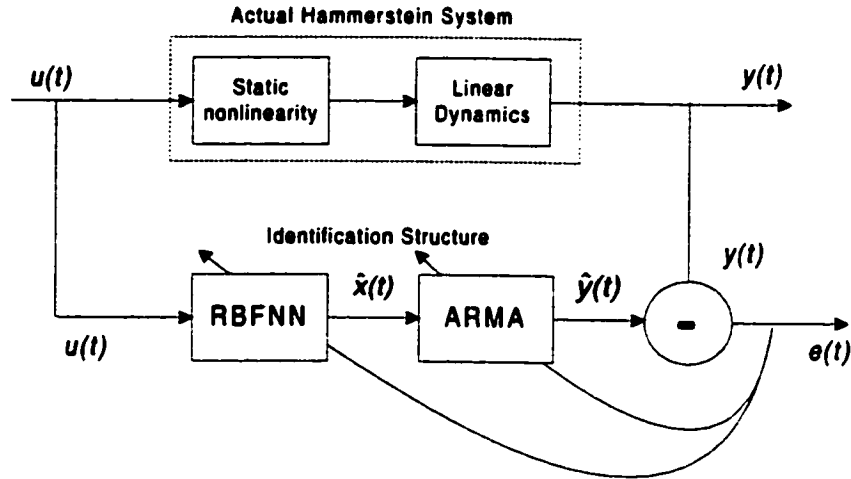 Actual Hammerstein System
u(t)
Static
nonlinearity
Linear
Dynamics
y(t)
Identification Structure
y(t)
RBFNN
x̂(t)
ARMA
ŷ(t)
-
u(t)
e(t)